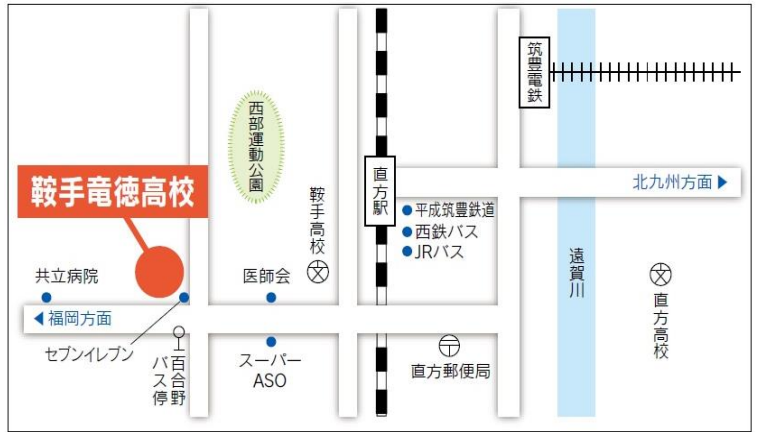 筑豊電鉄
西部運動公園
直方駅
北九州方面▶
鞍手竜徳高校
鞍手高校
●平成筑豊鉄道
●西鉄バス
●JRバス
遠賀川
直方高校
共立病院
医師会
◀福岡方面
セブンイレブン
百合野
バス停
スーパー
ASO
直方郵便局